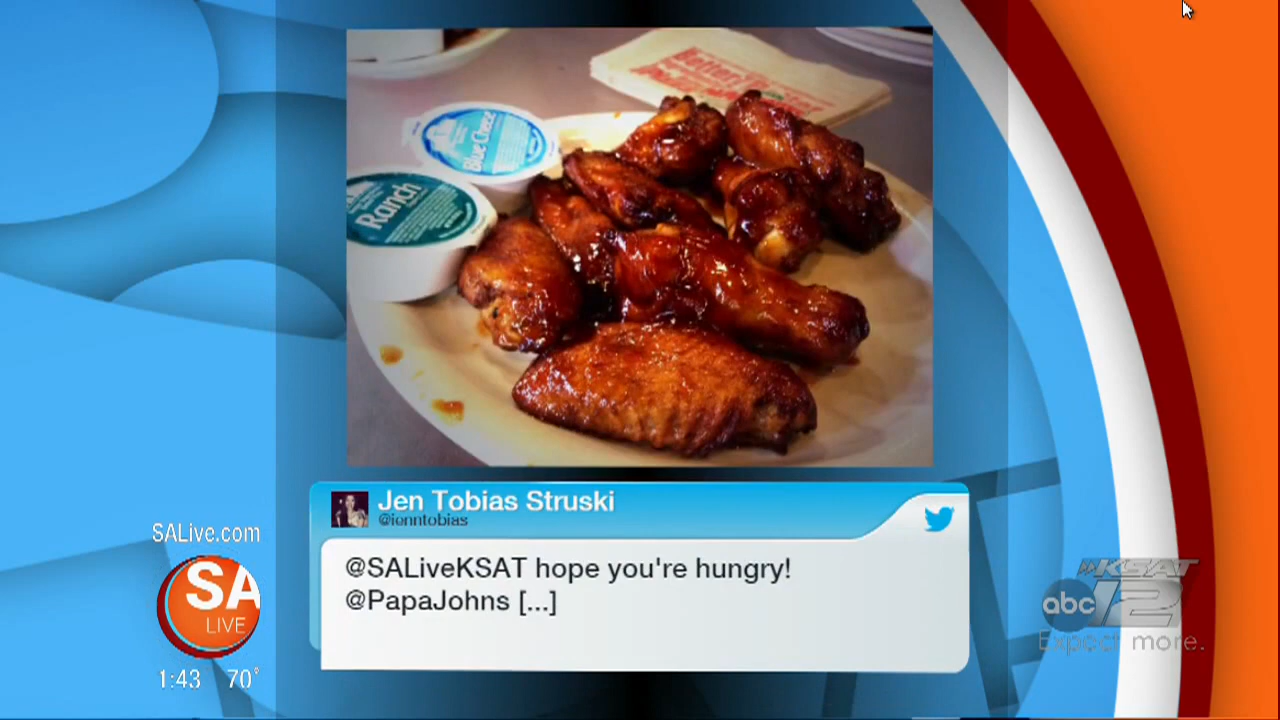 Better
Blue Cheese
Ranch
Jen Tobias Struski
@jenntobias
@SALiveKSAT hope you're hungry!
@PapaJohns [...]
SALive.com
SA
LIVE
1:43 70°
KSAT
abc 12
Expect more.